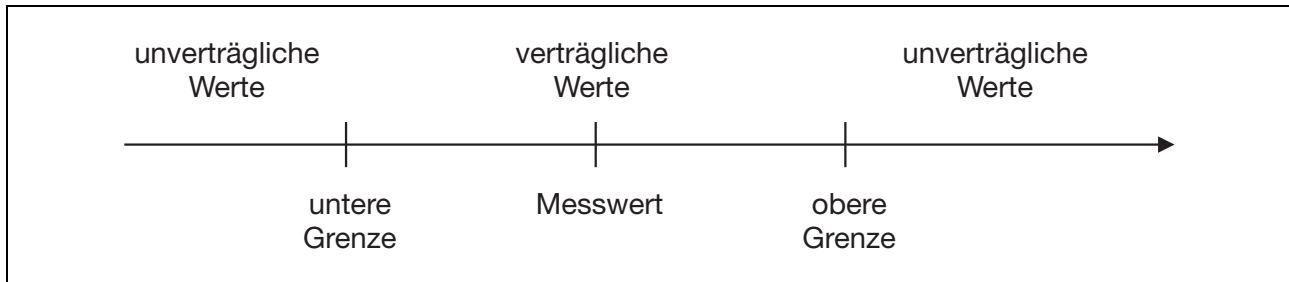 unverträgliche
Werte
verträgliche
Werte
unverträgliche
Werte
untere
Grenze
Messwert
obere
Grenze